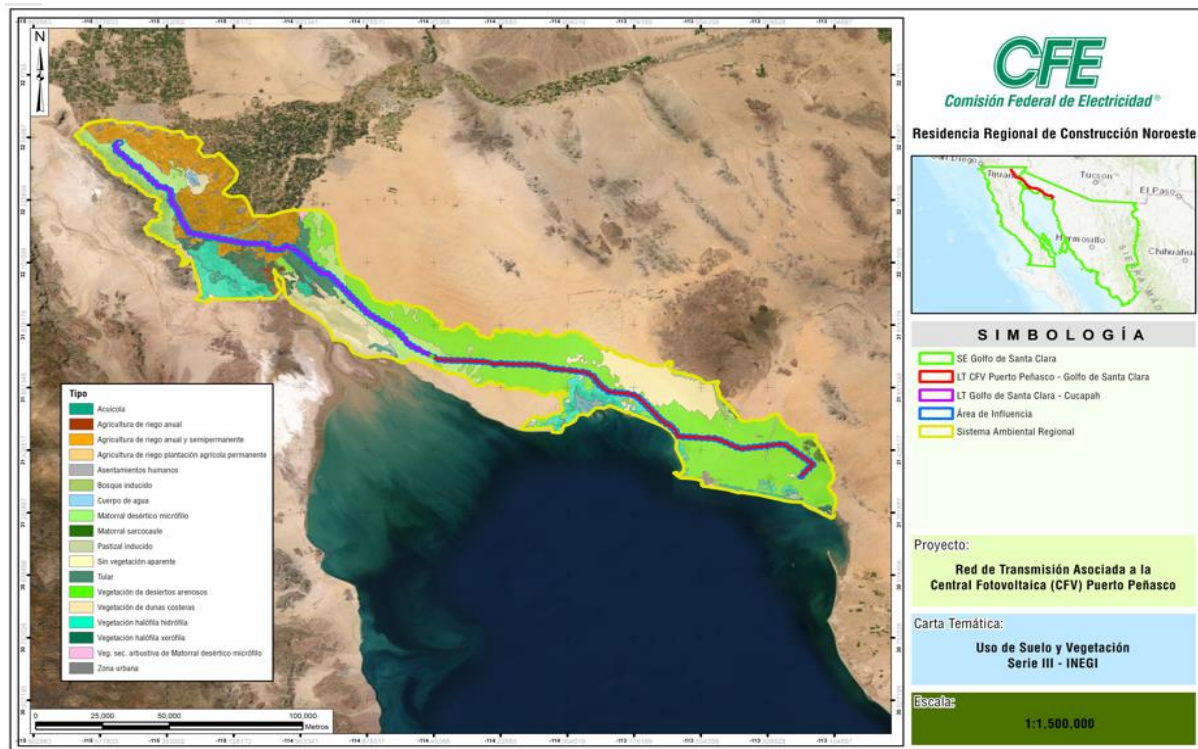 N
Tipo
Acuícola
Agricultura de riego anual
Agricultura de riego anual y semipermanente
Agricultura de riego plantación agrícola permanente
Asentamientos humanos
Bosque inducido
Cuerpo de agua
Matorral desértico micrófilo
Matorral sarcocaule
Pastizal inducido
Sin vegetación aparente
Tular
Vegetación de desiertos arenosos
Vegetación de dunas costeras
Vegetación halófila hidrófila
Vegetación halófila xerófila
Veg. sec. arbustiva de Matorral desértico micrófilo
Zona urbana
0 25,000 50,000 100,000
Metros
CFE
Comisión Federal de Electricidad®
Residencia Regional de Construcción Noroeste
San Diego
Tijuana
Tucson
El Paso
Hermosillo
Chihuahua
SIERRA MAD
SIMBOLOGÍA
SE Golfo de Santa Clara
LT CFV Puerto Peñasco - Golfo de Santa Clara
LT Golfo de Santa Clara - Cucapah
Área de Influencia
Sistema Ambiental Regional
Proyecto:
Red de Transmisión Asociada a la
Central Fotovoltaica (CFV) Puerto Peñasco
Carta Temática:
Uso de Suelo y Vegetación
Serie III - INEGI
Escala:
1:1,500,000